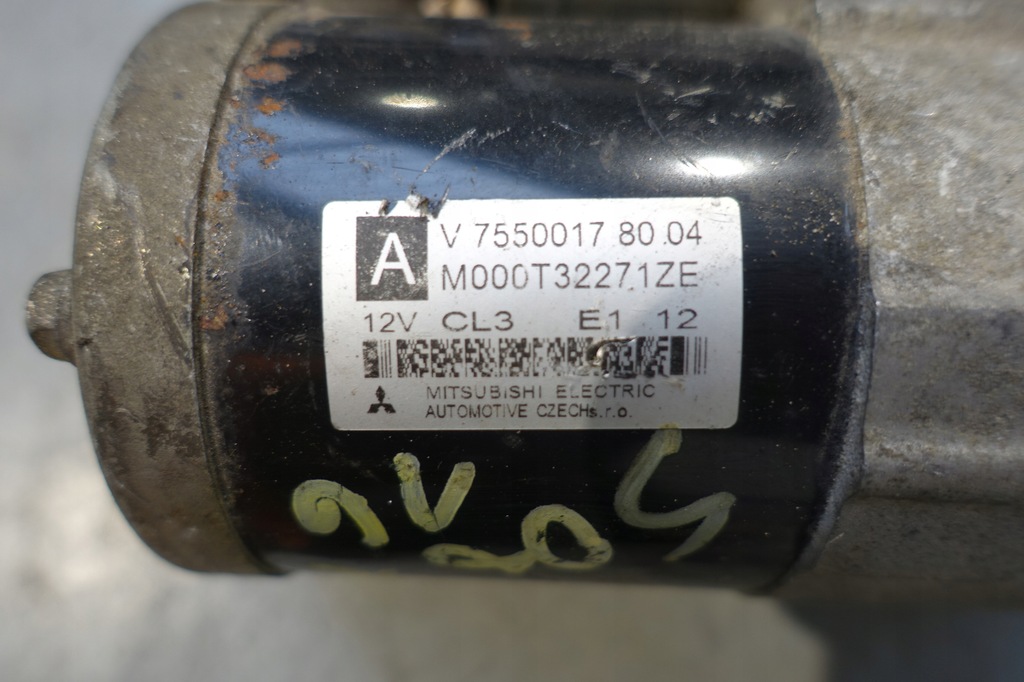 A
V 7550017 80.04
M000T32271ZE
12V CL3 E1 12
MITSUBISHI ELECTRIC
AUTOMOTIVE CZECHs.r.o.